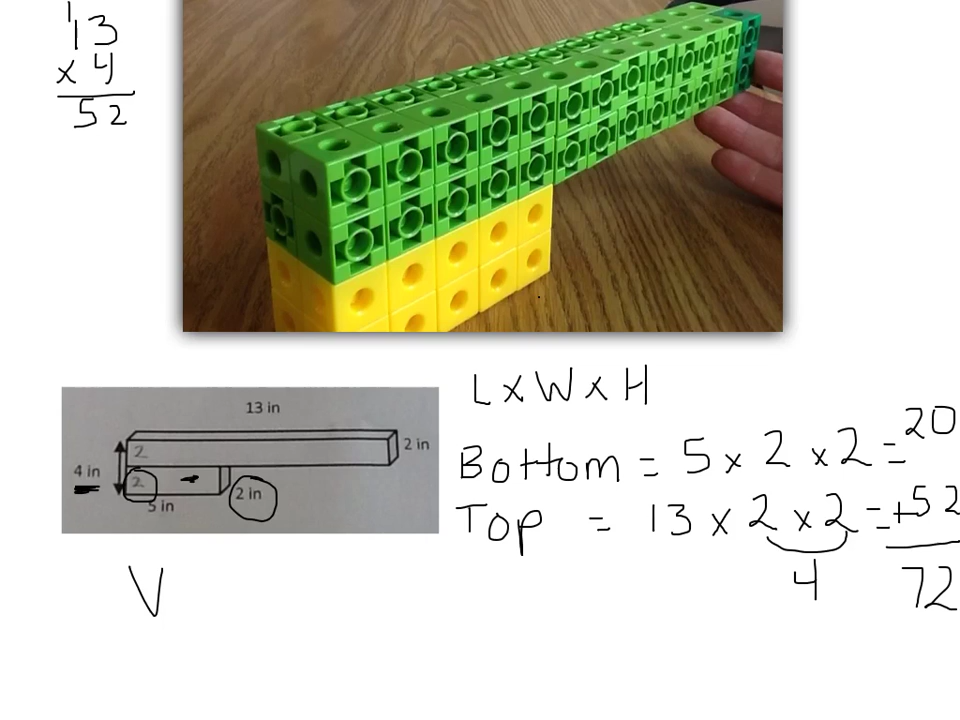 1
13
x 4
52
13 in
2
2 in
4 in
2
2 in
5 in
L x W x H
Bottom = 5 x 2 x 2 = 20
Top = 13 x 2 x 2 = +52
4
72
V